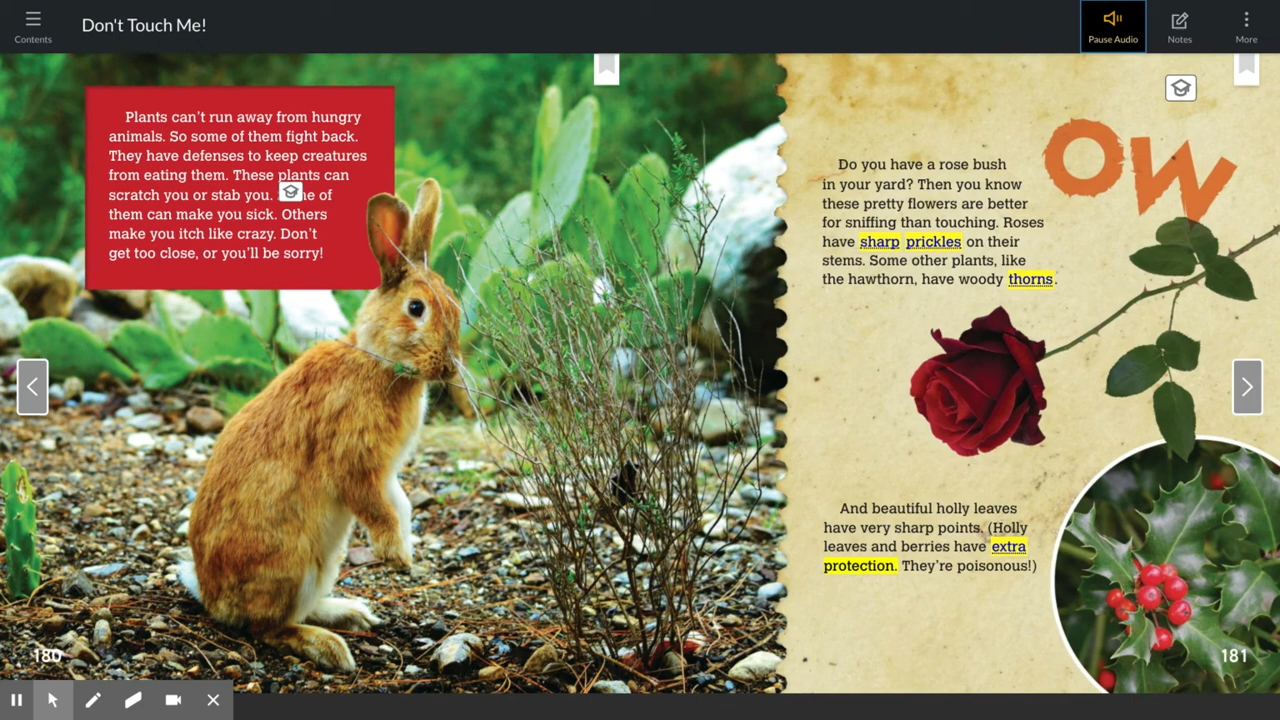 Contents
Don't Touch Me!
Pause Audio
Notes
More
Plants can't run away from hungry
animals. So some of them fight back.
They have defenses to keep creatures
from eating them. These plants can
scratch you or stab you. me of
them can make you sick. Others
make you itch like crazy. Don't
get too close, or you'll be sorry!
180
OW
Do you have a rose bush
in your yard? Then you know
these pretty flowers are better
for sniffing than touching. Roses
have sharp prickles on their
stems. Some other plants, like
the hawthorn, have woody thorns.
And beautiful holly leaves
have very sharp points. (Holly
leaves and berries have extra
protection. They're poisonous!)
181